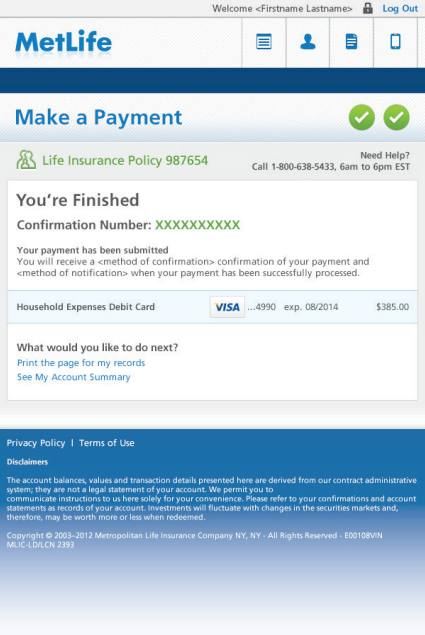 Welcome <Firstname Lastname> Log Out
MetLife
Make a Payment
Life Insurance Policy 987654
Need Help?
Call 1-800-638-5433, 6am to 6pm EST
You're Finished
Confirmation Number: XXXXXXXXXX
Your payment has been submitted
You will receive a <method of confirmation> confirmation of your payment and
<method of notification> when your payment has been successfully processed.
Household Expenses Debit Card VISA ...4990 exp. 08/2014 $385.00
What would you like to do next?
Print the page for my records
See My Account Summary
Privacy Policy | Terms of Use
Disclaimers
The account balances, values and transaction details presented here are derived from our contract administrative
system; they are not a legal statement of your account. We permit you to
communicate instructions to us here solely for your convenience. Please refer to your confirmations and account
statements as records of your account. Investments will fluctuate with changes in the securities markets and,
therefore, may be worth more or less when redeemed.
Copyright © 2003-2012 Metropolitan Life Insurance Company NY, NY - All Rights Reserved - E00108VIN
MLIC-LD/LCN 2393